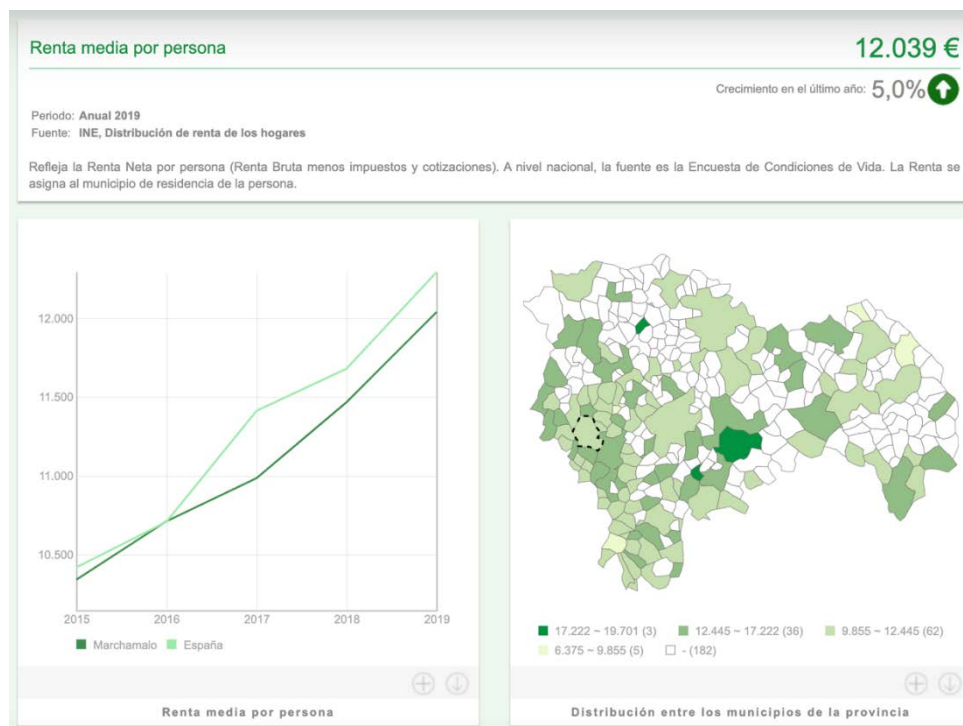 Renta media por persona
12.039 €
Crecimiento en el último año: 5,0%
Periodo: Anual 2019
Fuente: INE, Distribución de renta de los hogares
Refleja la Renta Neta por persona (Renta Bruta menos impuestos y cotizaciones). A nivel nacional, la fuente es la Encuesta de Condiciones de Vida. La Renta se
asigna al municipio de residencia de la persona.
12.000
11.500
11.000
10.500
2015 2016 2017 2018 2019
Marchamalo España
Renta media por persona
17.222 ~ 19.701 (3) 12.445 ~ 17.222 (36) 9.855 ~ 12.445 (62)
6.375 ~ 9.855 (5) - (182)
Distribución entre los municipios de la provincia